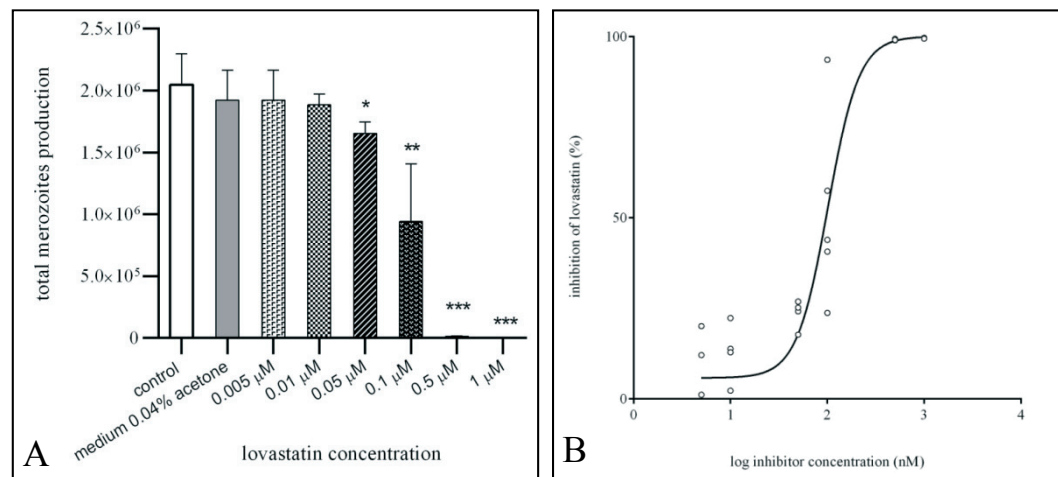 2.5×10⁶
2.0×10⁶
1.5×10⁶
1.0×10⁶
5.0×10⁵
0
total merozoites production
*
**
***
***
control
medium 0.04% acetone
0.005 µM
0.01 µM
0.05 µM
0.1 µM
0.5 µM
1 µM
lovastatin concentration
A
100
50
0
inhibition of lovastatin (%)
0
1
2
3
4
log inhibitor concentration (nM)
B